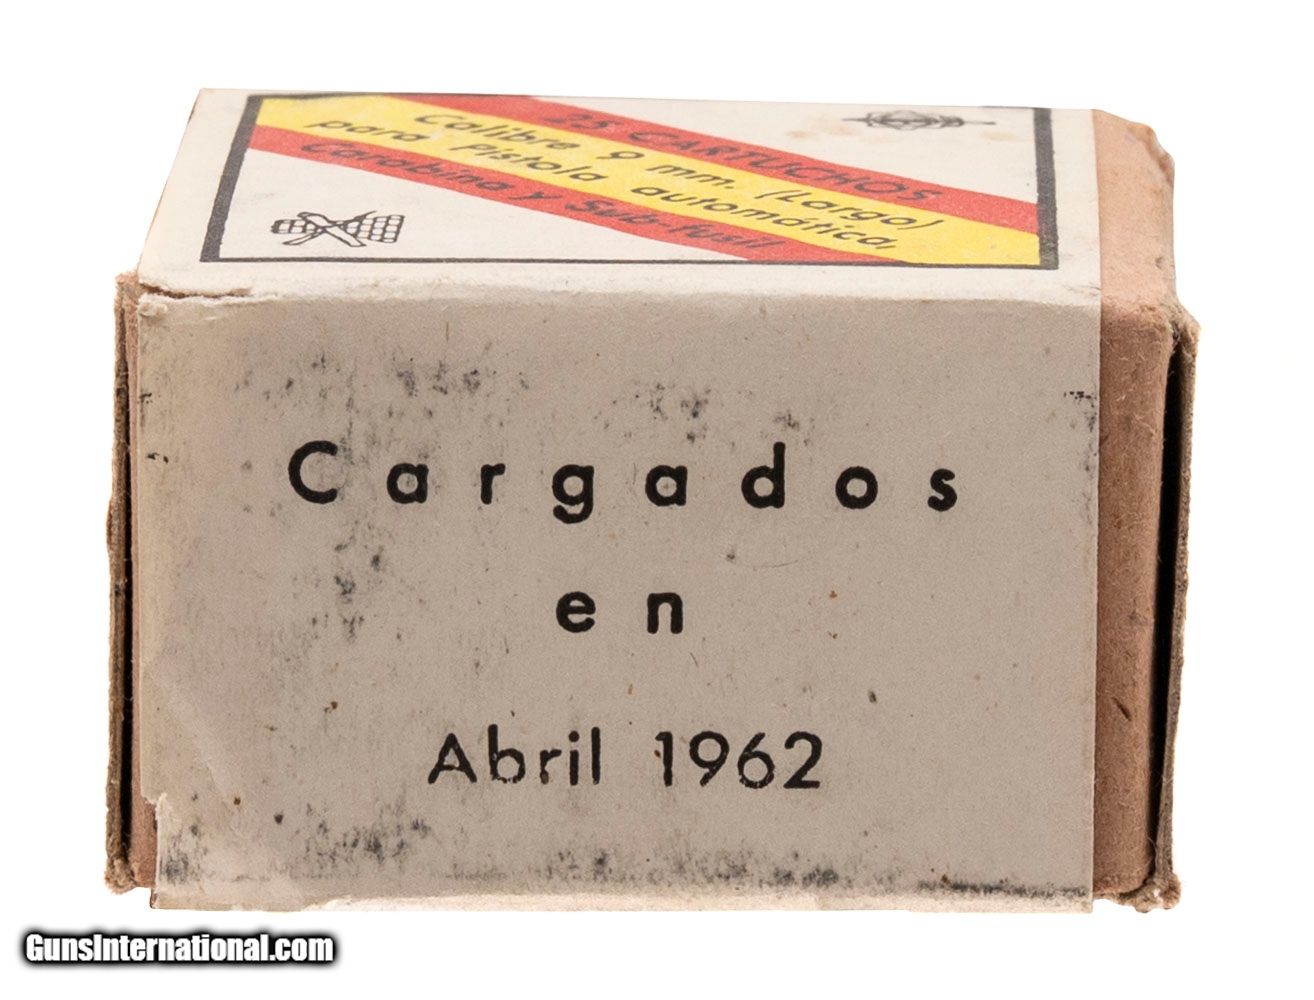 25 CARTUCHOS
Calibre 9 mm. (Largo)
para Pistola automática,
Carabina y Sub-fusil
Cargados
en
Abril 1962
GunsInternational.com